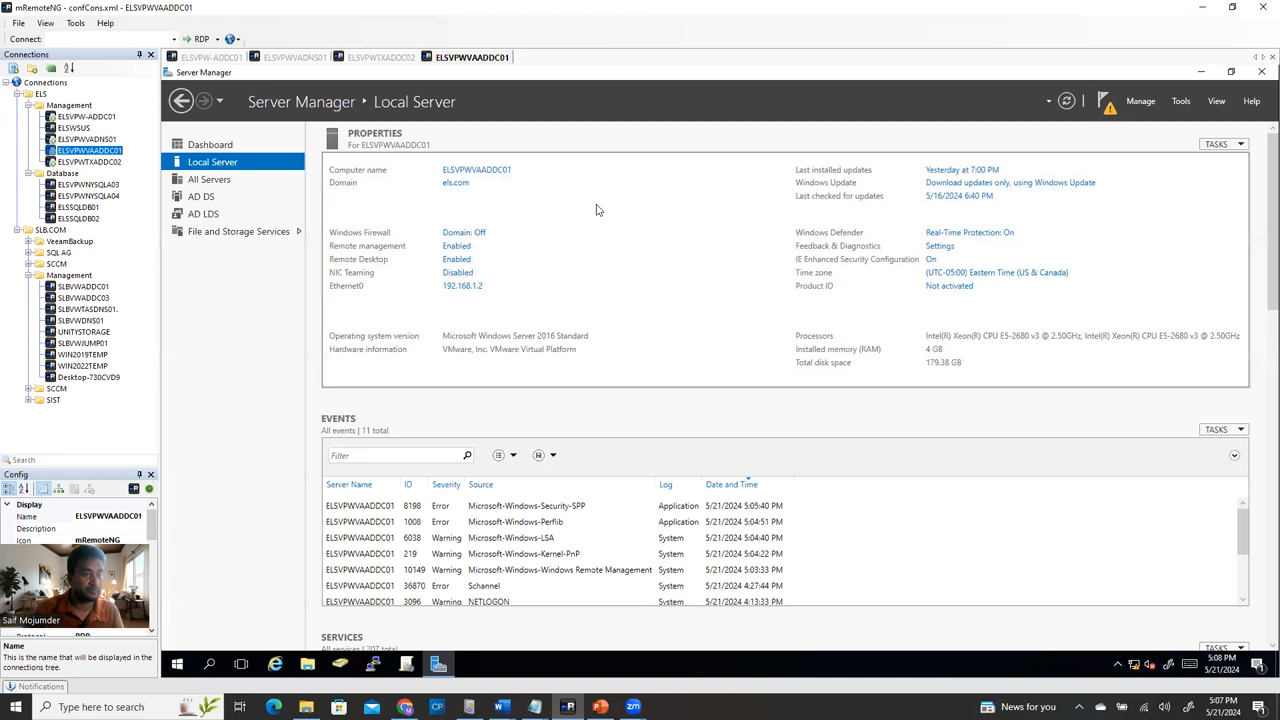 mRemoteNG - confCons.xml - ELSVPWVAADDC01
File View Tools Help
Connect: RDP
Connections
ELSVPW-ADDC01 ELSVPWVADNS01 ELSVPWTXADDC02 ELSVPWVAADDC01
Connections
ELS
Management
ELSVPW-ADDC01
ELSWSUS
ELSVPWVADNS01
ELSVPWVAADDC01
ELSVPWTXADDC02
Database
ELSVPWNYSQLA03
ELSVPWNYSQLA04
ELSSQLDB01
ELSSQLDB02
SLB.COM
VeeamBackup
SQL AG
SCCM
Management
SLBVWADDC01
SLBVWADDC03
SLBVWTASDNS01.
SLBVWDNS01
UNITYSTORAGE
SLBVWJUMP01
WIN2019TEMP
WIN2022TEMP
Desktop-730CVD9
SCCM
SIST
Search
Config
Display
Name ELSVPWVAADDC01
Description
Icon mRemoteNG
Saif Mojumder
Name
This is the name that will be displayed in the connections tree.
Notifications
Server Manager
Server Manager Local Server
Manage Tools View Help
Dashboard
Local Server
All Servers
AD DS
AD LDS
File and Storage Services
PROPERTIES
For ELSVPWVAADDC01
TASKS
Computer name ELSVPWVAADDC01
Domain els.com
Windows Firewall Domain: Off
Remote management Enabled
Remote Desktop Enabled
NIC Teaming Disabled
Ethernet0 192.168.1.2
Operating system version Microsoft Windows Server 2016 Standard
Hardware information VMware, Inc. VMware Virtual Platform
Last installed updates Yesterday at 7:00 PM
Windows Update Download updates only, using Windows Update
Last checked for updates 5/16/2024 6:40 PM
Windows Defender Real-Time Protection: On
Feedback & Diagnostics Settings
IE Enhanced Security Configuration On
Time zone (UTC-05:00) Eastern Time (US & Canada)
Product ID Not activated
Processors Intel(R) Xeon(R) CPU E5-2680 v3 @ 2.50GHz, Intel(R) Xeon(R) CPU E5-2680 v3 @ 2.50GHz
Installed memory (RAM) 4 GB
Total disk space 179.38 GB
EVENTS
All events | 11 total
TASKS
Filter
Server Name ID Severity Source Log Date and Time
ELSVPWVAADDC01 8198 Error Microsoft-Windows-Security-SPP Application 5/21/2024 5:05:40 PM
ELSVPWVAADDC01 1008 Error Microsoft-Windows-Perflib Application 5/21/2024 5:04:51 PM
ELSVPWVAADDC01 6038 Warning Microsoft-Windows-LSA System 5/21/2024 5:04:40 PM
ELSVPWVAADDC01 219 Warning Microsoft-Windows-Kernel-PnP System 5/21/2024 5:04:22 PM
ELSVPWVAADDC01 10149 Warning Microsoft-Windows-Windows Remote Management System 5/21/2024 5:03:33 PM
ELSVPWVAADDC01 36870 Error Schannel System 5/21/2024 4:27:44 PM
ELSVPWVAADDC01 3096 Warning NETLOGON System 5/21/2024 4:13:33 PM
SERVICES
All services | 207 total
TASKS
5:08 PM
5/21/2024
Type here to search
News for you
5:07 PM
5/21/2024